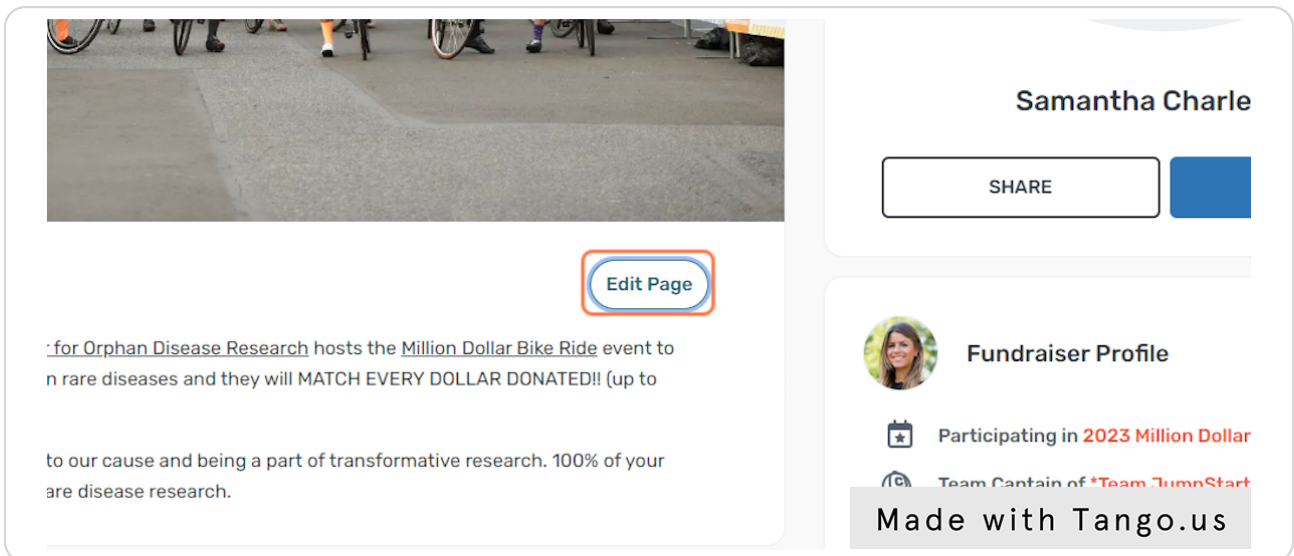 Samantha Charle
SHARE
Edit Page
for Orphan Disease Research hosts the Million Dollar Bike Ride event to
n rare diseases and they will MATCH EVERY DOLLAR DONATED!! (up to
to our cause and being a part of transformative research. 100% of your
are disease research.
Fundraiser Profile
Participating in 2023 Million Dollar
Team Captain of *Team JumpStart
Made with Tango.us